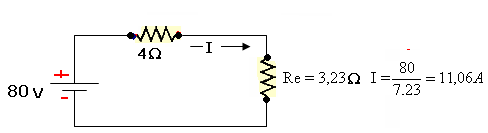 4Ω
I
80 v
+
-
Re = 3,23Ω I = 80 / 7.23 = 11,06A